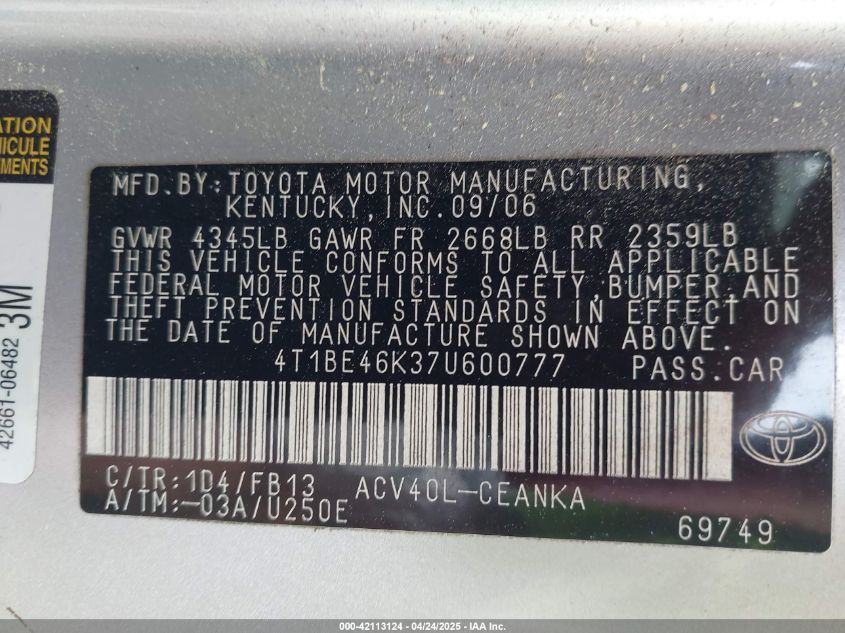 ATION
HICULE
EMENTS
42661-06482 3M
MFD.BY:TOYOTA MOTOR MANUFACTURING,
KENTUCKY,INC.09/06
GVWR 4345LB GAWR FR 2668LB RR 2359LB
THIS VEHICLE CONFORMS TO ALL APPLICABLE
FEDERAL MOTOR VEHICLE SAFETY,BUMPER,AND
THEFT PREVENTION STANDARDS IN EFFECT ON
THE DATE OF MANUFACTURE SHOWN ABOVE.
4T1BE46K37U600777 PASS.CAR
C/TR:1D4/FB13 ACV40L-CEANKA
A/TM:-03A/U250E
69749
000-42113124 - 04/24/2025 - IAA Inc.